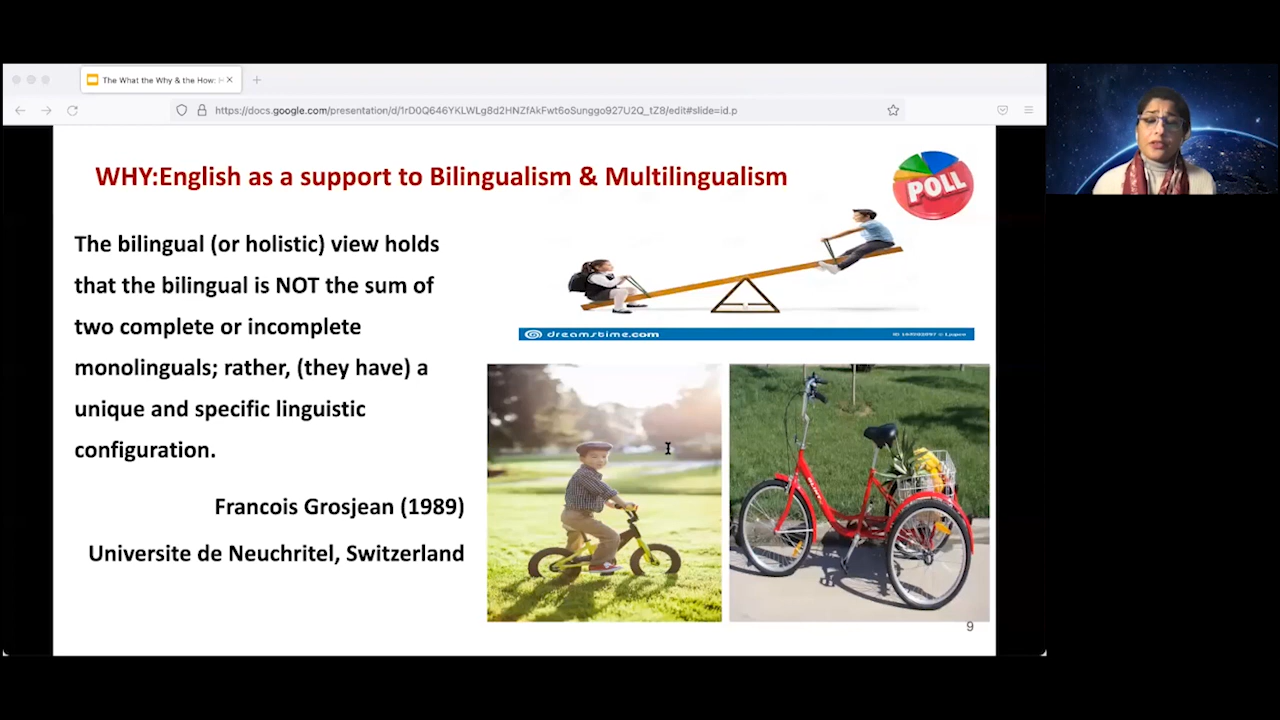 The What the Why & the How: H
https://docs.google.com/presentation/d/1rD0Q646YKLWLg8d2HNZfAkFwt6oSunggo927U2Q_tZ8/edit#slide=id.p
WHY:English as a support to Bilingualism & Multilingualism
POLL
The bilingual (or holistic) view holds
that the bilingual is NOT the sum of
two complete or incomplete
monolinguals; rather, (they have) a
unique and specific linguistic
configuration.
Francois Grosjean (1989)
Universite de Neuchritel, Switzerland
dreamstime.com
9